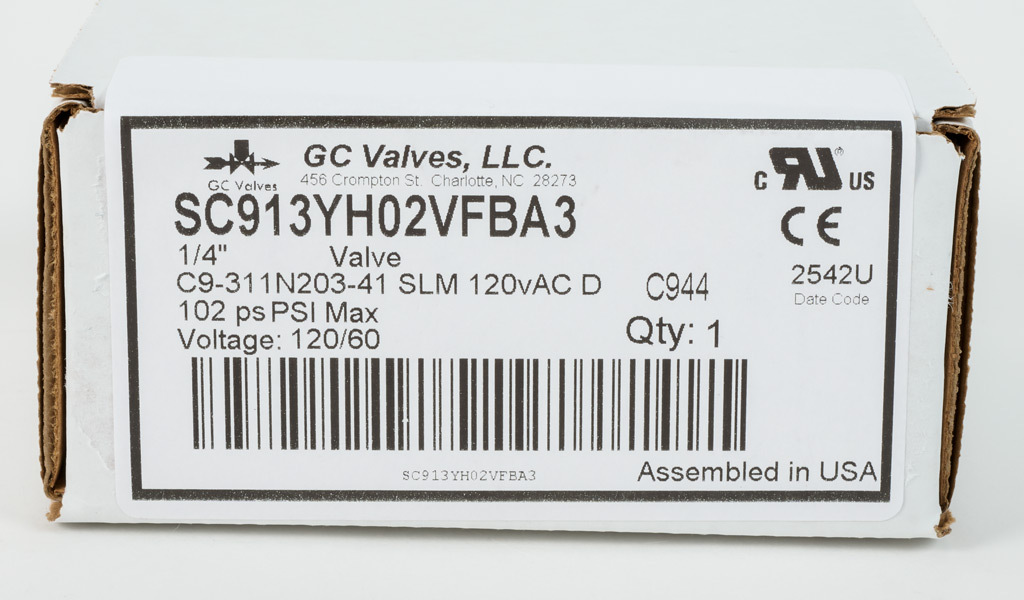 GC Valves, LLC.
456 Crompton St. Charlotte, NC 28273
GC Valves
SC913YH02VFBA3
1/4" Valve
C9-311N203-41 SLM 120vAC D C944
102 ps PSI Max
Voltage: 120/60
Qty: 1
C RU® US
CE
2542U
Date Code
SC913YH02VFBA3
Assembled in USA